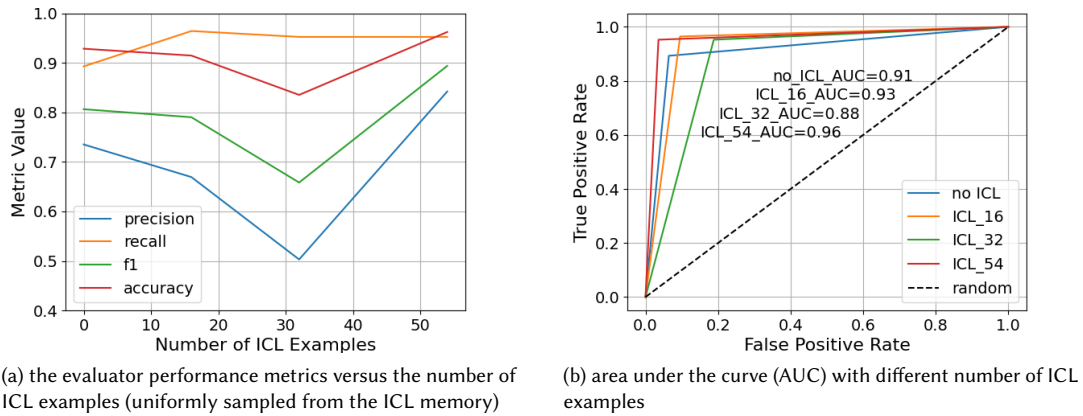 1.0
0.9
0.8
0.7
0.6
0.5
0.4
Metric Value
precision
recall
f1
accuracy
0 10 20 30 40 50
Number of ICL Examples
(a) the evaluator performance metrics versus the number of
ICL examples (uniformly sampled from the ICL memory)
1.0
0.8
0.6
0.4
0.2
0.0
True Positive Rate
no_ICL_AUC=0.91
ICL_16_AUC=0.93
ICL_32_AUC=0.88
ICL_54_AUC=0.96
no ICL
ICL_16
ICL_32
ICL_54
random
0.0 0.2 0.4 0.6 0.8 1.0
False Positive Rate
(b) area under the curve (AUC) with different number of ICL
examples